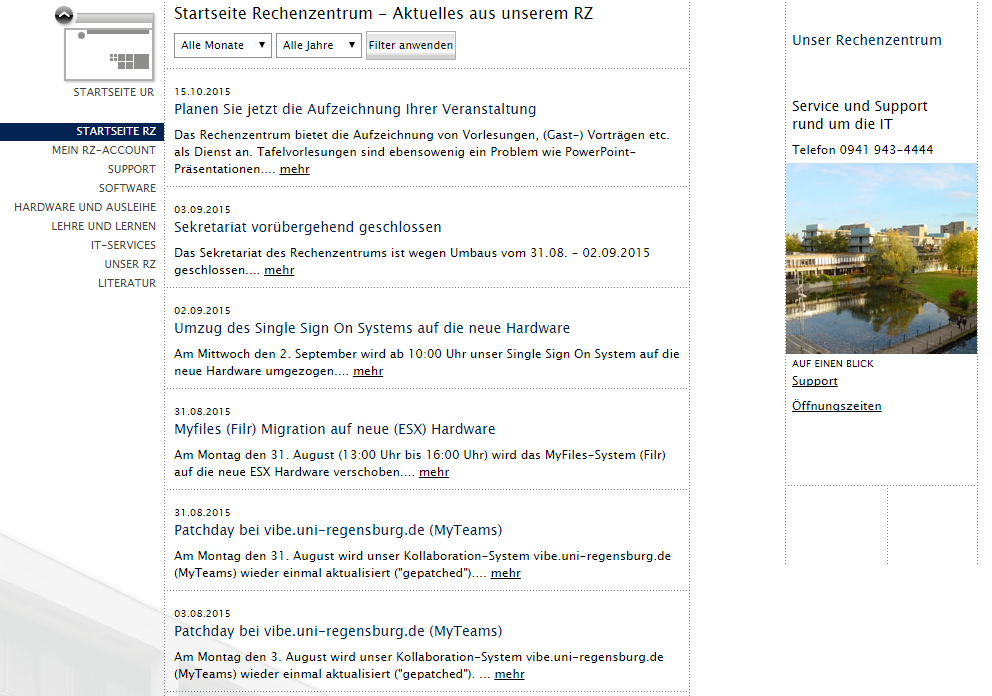 STARTSEITE UR
STARTSEITE RZ
MEIN RZ-ACCOUNT
SUPPORT
SOFTWARE
HARDWARE UND AUSLEIHE
LEHRE UND LERNEN
IT-SERVICES
UNSER RZ
LITERATUR
Startseite Rechenzentrum - Aktuelles aus unserem RZ
Alle Monate Alle Jahre Filter anwenden
15.10.2015
Planen Sie jetzt die Aufzeichnung Ihrer Veranstaltung
Das Rechenzentrum bietet die Aufzeichnung von Vorlesungen, (Gast-) Vorträgen etc.
als Dienst an. Tafelvorlesungen sind ebensowenig ein Problem wie PowerPoint-
Präsentationen.... mehr
03.09.2015
Sekretariat vorübergehend geschlossen
Das Sekretariat des Rechenzentrums ist wegen Umbaus vom 31.08. - 02.09.2015
geschlossen.... mehr
02.09.2015
Umzug des Single Sign On Systems auf die neue Hardware
Am Mittwoch den 2. September wird ab 10:00 Uhr unser Single Sign On System auf die
neue Hardware umgezogen.... mehr
31.08.2015
Myfiles (Filr) Migration auf neue (ESX) Hardware
Am Montag den 31. August (13:00 Uhr bis 16:00 Uhr) wird das MyFiles-System (Filr)
auf die neue ESX Hardware verschoben.... mehr
31.08.2015
Patchday bei vibe.uni-regensburg.de (MyTeams)
Am Montag den 31. August wird unser Kollaboration-System vibe.uni-regensburg.de
(MyTeams) wieder einmal aktualisiert ("gepatched").... mehr
03.08.2015
Patchday bei vibe.uni-regensburg.de (MyTeams)
Am Montag den 3. August wird unser Kollaboration-System vibe.uni-regensburg.de
(MyTeams) wieder einmal aktualisiert ("gepatched"). ... mehr
Unser Rechenzentrum
Service und Support
rund um die IT
Telefon 0941 943-4444
AUF EINEN BLICK
Support
Öffnungszeiten